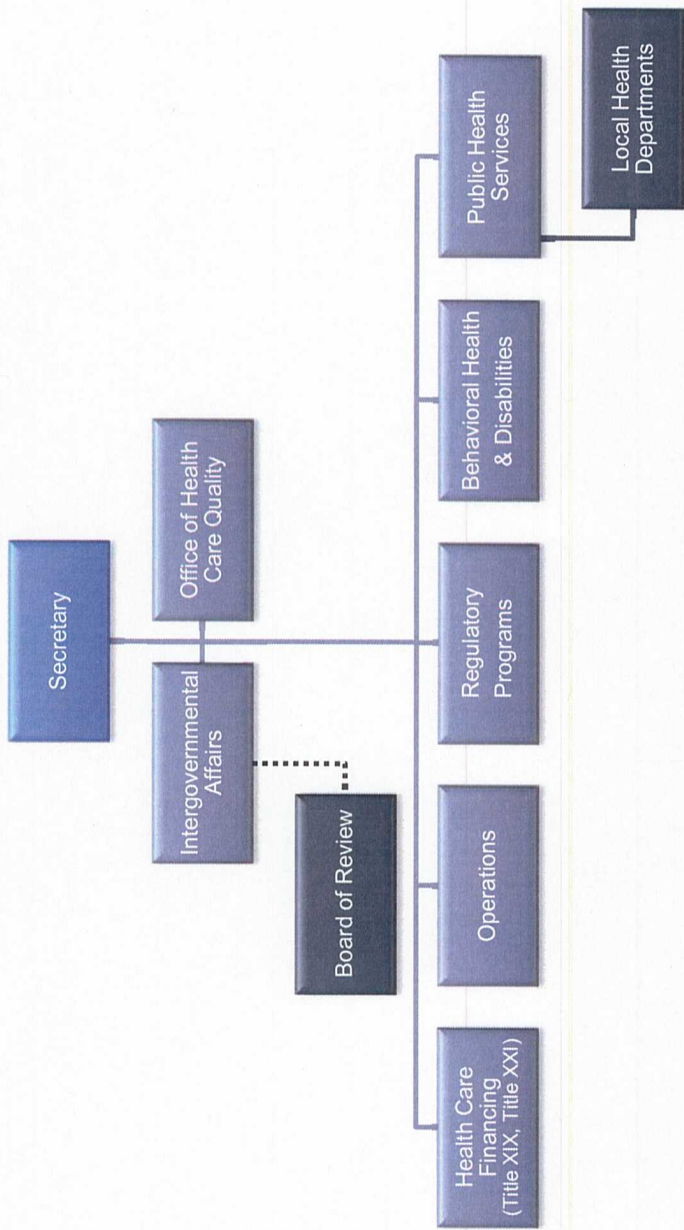 Secretary
Intergovernmental
Affairs
Office of Health
Care Quality
Board of Review
Health Care
Financing
(Title XIX, Title XXI)
Operations
Regulatory
Programs
Behavioral Health
& Disabilities
Public Health
Services
Local Health
Departments